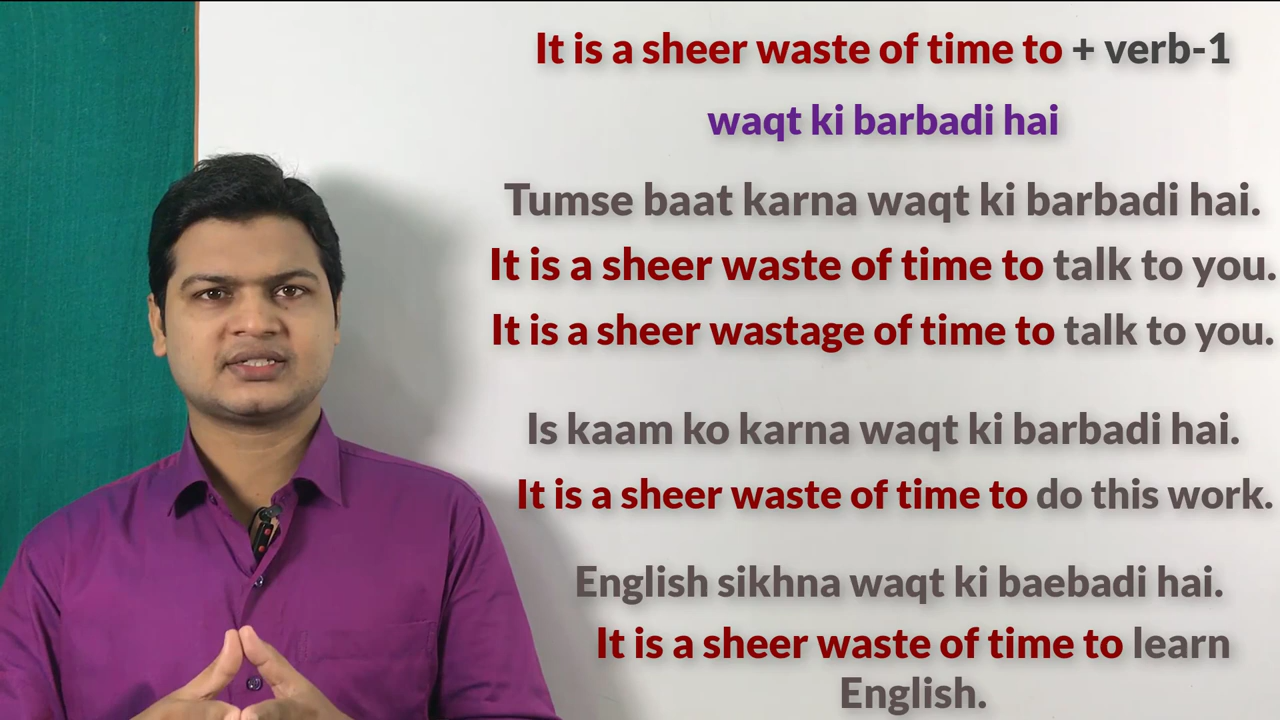 It is a sheer waste of time to + verb-1
waqt ki barbadi hai
Tumse baat karna waqt ki barbadi hai.
It is a sheer waste of time to talk to you.
It is a sheer wastage of time to talk to you.
Is kaam ko karna waqt ki barbadi hai.
It is a sheer waste of time to do this work.
English sikhna waqt ki baebadi hai.
It is a sheer waste of time to learn
English.